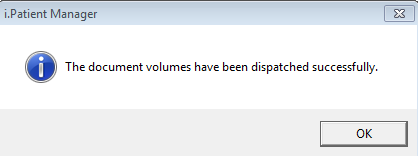 i.Patient Manager
The document volumes have been dispatched successfully.
OK